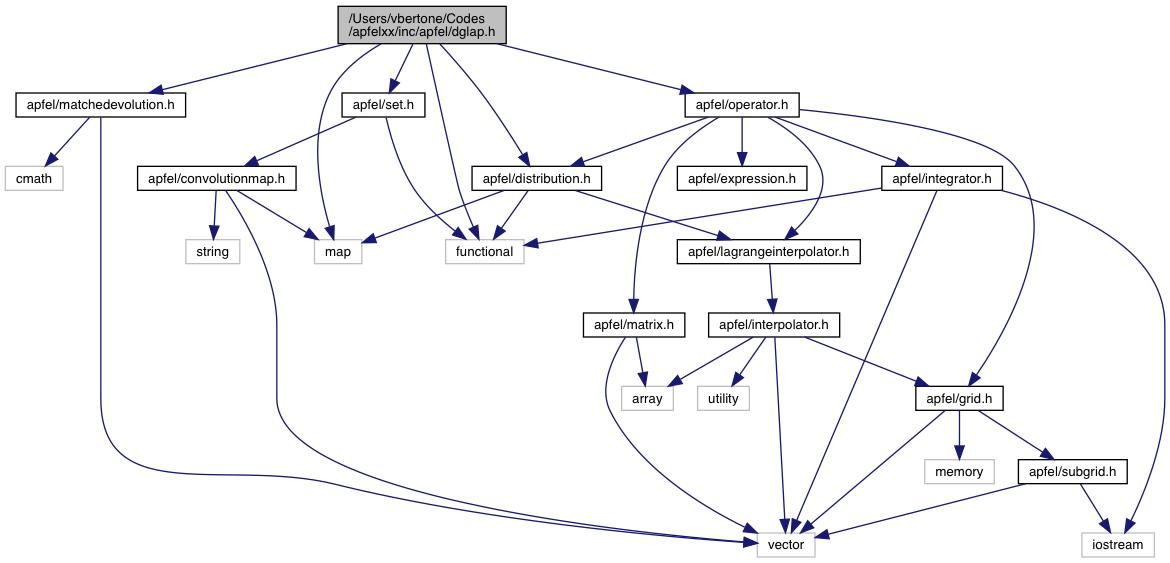 /Users/vbertone/Codes
/apfelxx/inc/apfel/dglap.h
apfel/matchedevolution.h
apfel/set.h
apfel/operator.h
cmath
apfel/convolutionmap.h
apfel/distribution.h
apfel/expression.h
apfel/integrator.h
string
map
functional
apfel/lagrangeinterpolator.h
apfel/matrix.h
apfel/interpolator.h
array
utility
apfel/grid.h
memory
apfel/subgrid.h
vector
iostream